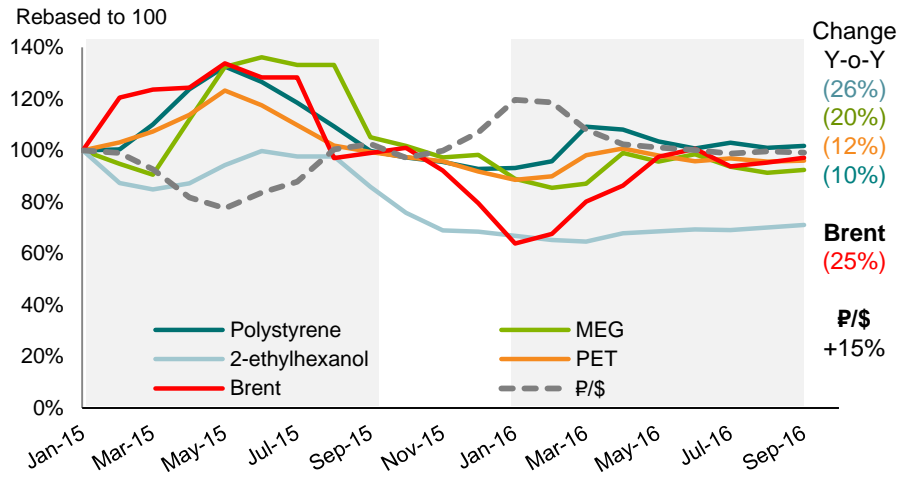 Rebased to 100
140%
120%
100%
80%
60%
40%
20%
0%
Polystyrene
MEG
2-ethylhexanol
PET
Brent
₽/$
Jan-15
Mar-15
May-15
Jul-15
Sep-15
Nov-15
Jan-16
Mar-16
May-16
Jul-16
Sep-16
Change
Y-o-Y
(26%)
(20%)
(12%)
(10%)
Brent
(25%)
₽/$
+15%